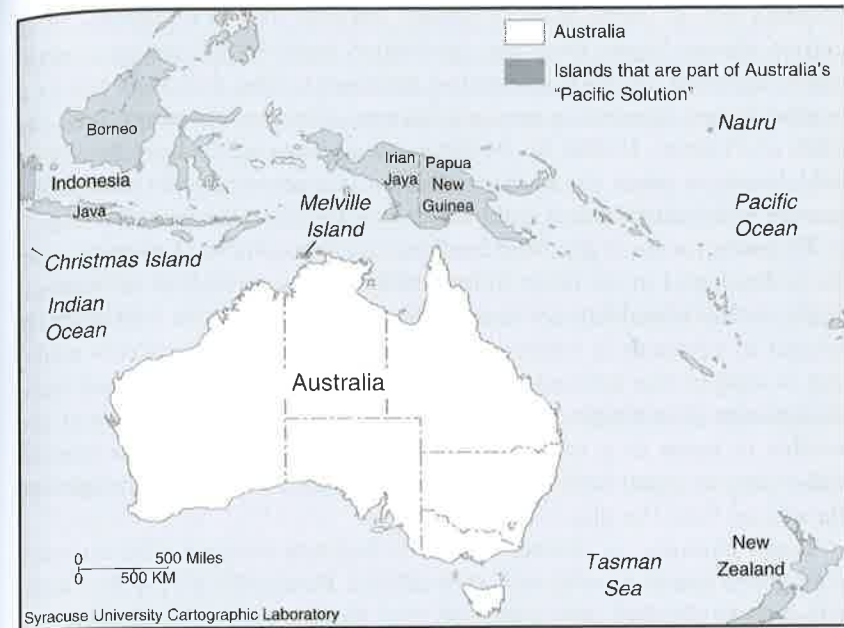 Australia
Islands that are part of Australia's
"Pacific Solution"
Nauru
Borneo
Irian
Jaya
Papua
New
Guinea
Indonesia
Java
Melville
Island
Pacific
Ocean
Christmas Island
Indian
Ocean
Australia
0 500 Miles
0 500 KM
Tasman
Sea
New
Zealand
Syracuse University Cartographic Laboratory